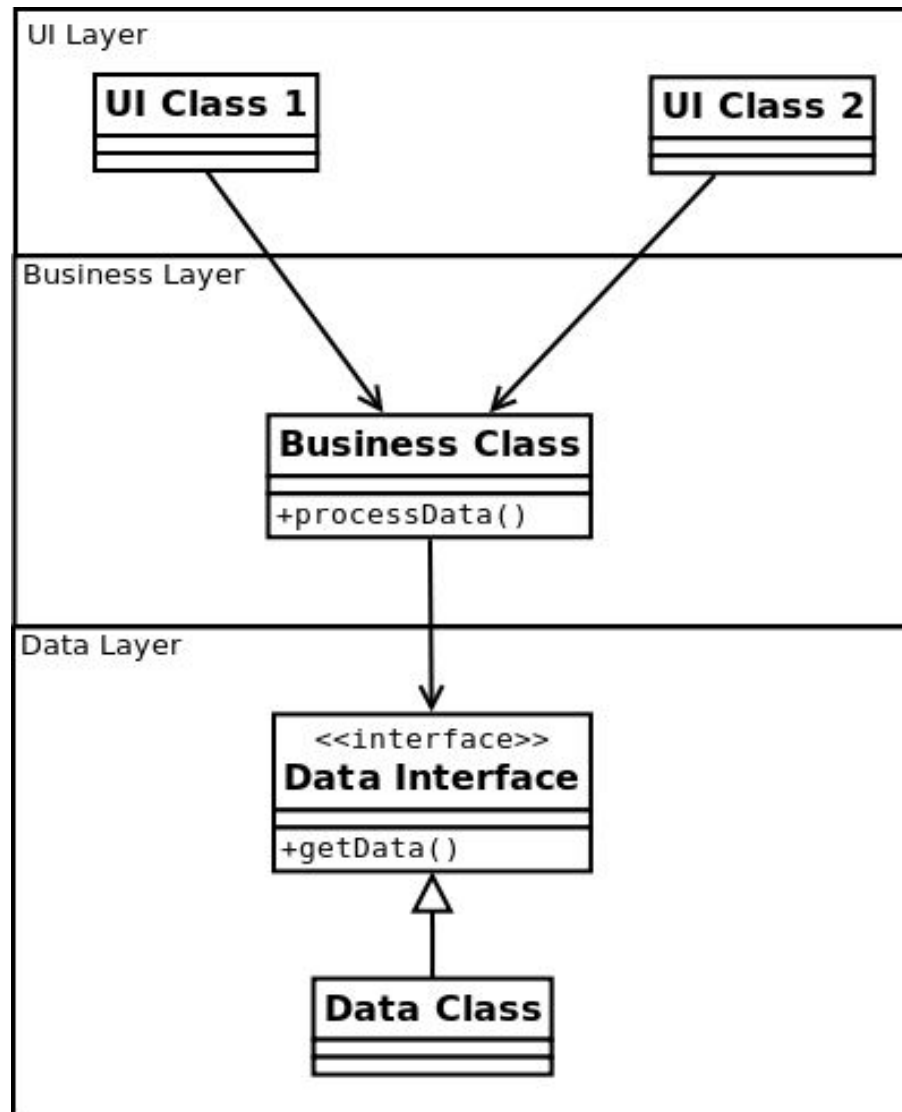 UI Layer
UI Class 1
UI Class 2
Business Layer
Business Class
+processData()
Data Layer
<<interface>>
Data Interface
+getData()
Data Class